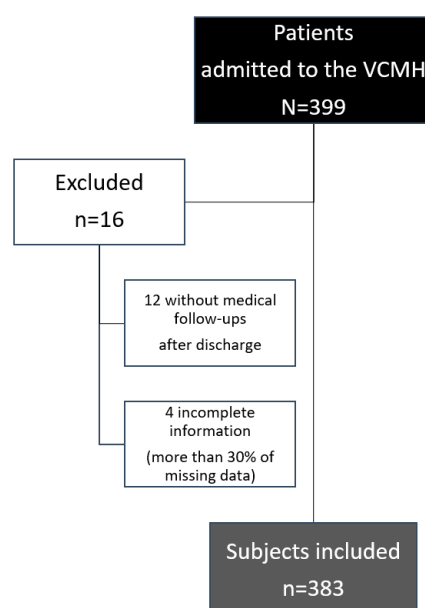 Patients
admitted to the VCMH
N=399
Excluded
n=16
12 without medical
follow-ups
after discharge
4 incomplete
information
(more than 30% of
missing data)
Subjects included
n=383